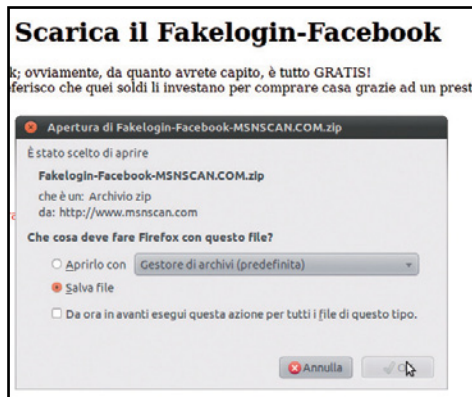 Scarica il Fakelogin-Facebook
k; ovviamente, da quanto avrete capito, è tutto GRATIS!
oferisco che quei soldi li investano per comprare casa grazie ad un prest
Apertura di Fakelogin-Facebook-MSNSCAN.COM.zip
È stato scelto di aprire
Fakelogin-Facebook-MSNSCAN.COM.zip
che è un: Archivio zip
da: http://www.msnscan.com
Che cosa deve fare Firefox con questo file?
Aprirlo con Gestore di archivi (predefinita)
Salva file
Da ora in avanti esegui questa azione per tutti i file di questo tipo.
Annulla